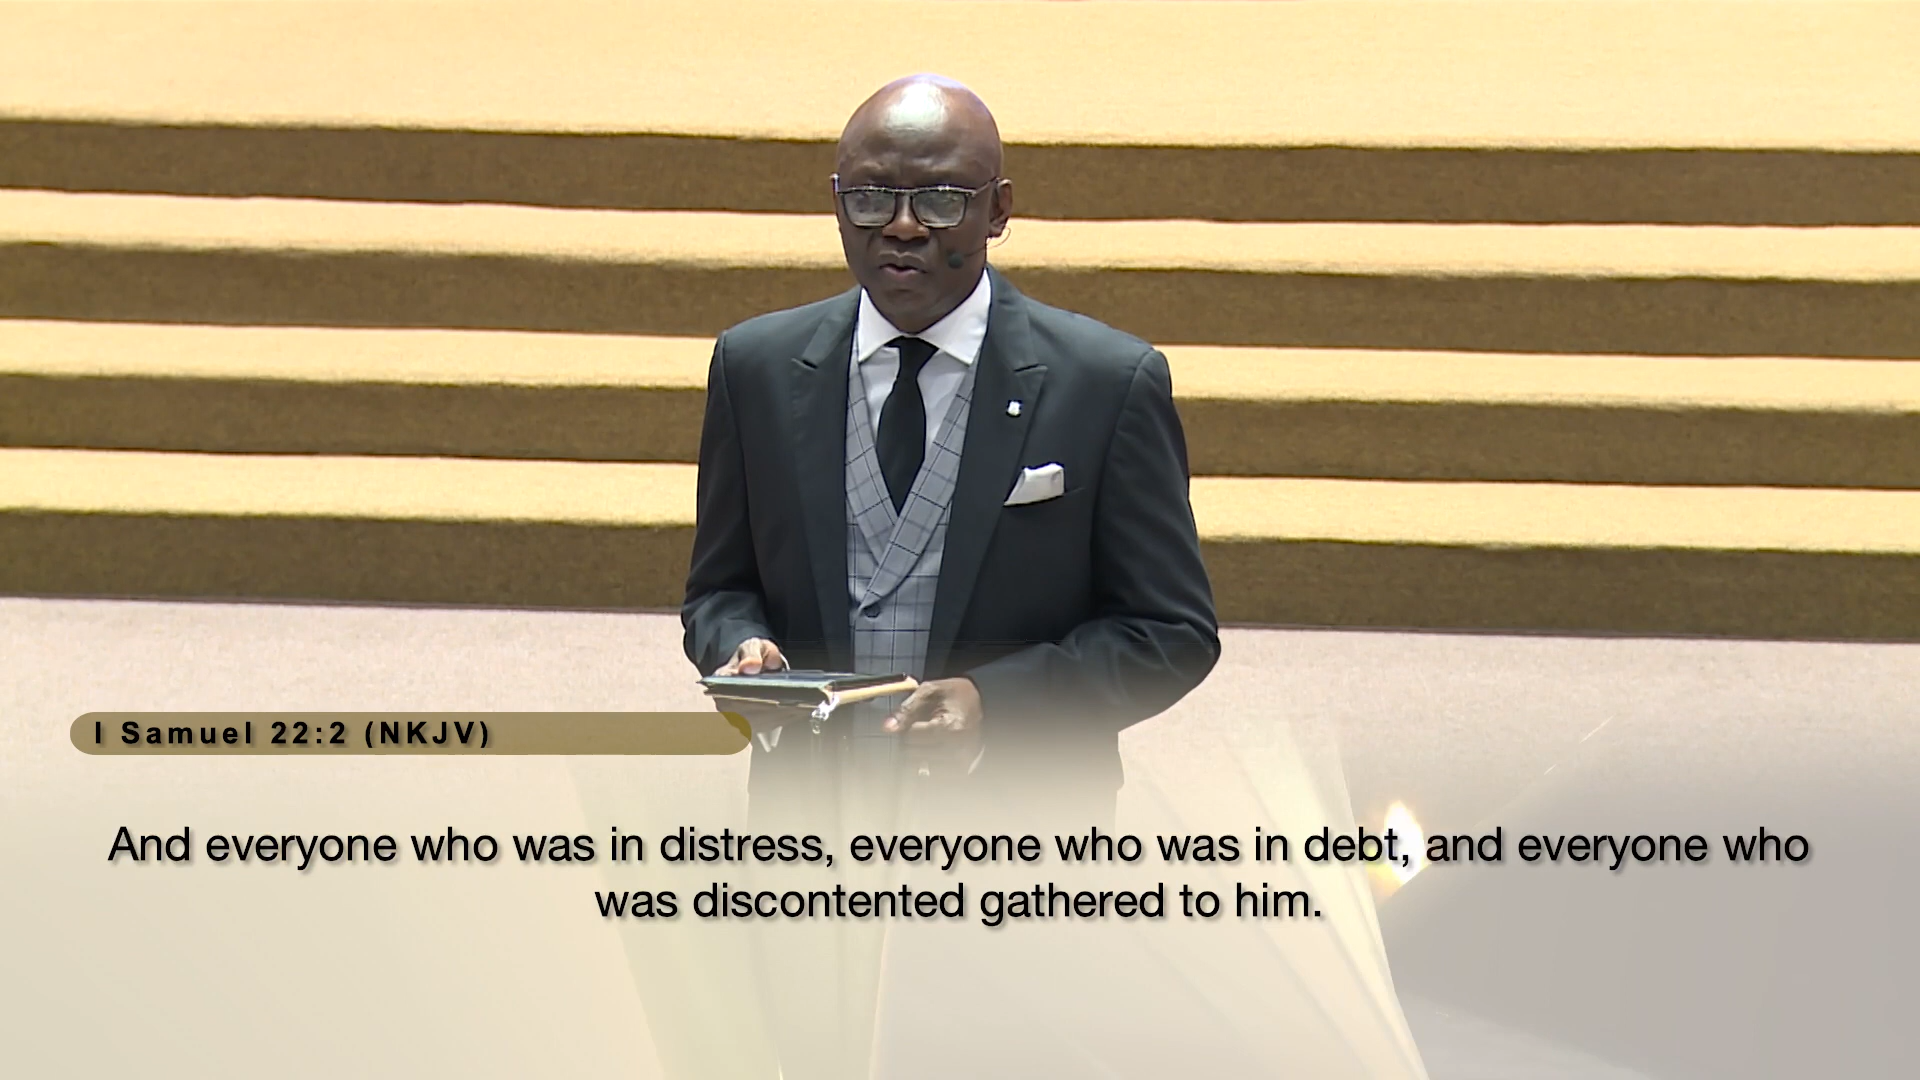 I Samuel 22:2 (NKJV)
And everyone who was in distress, everyone who was in debt, and everyone who
was discontented gathered to him.